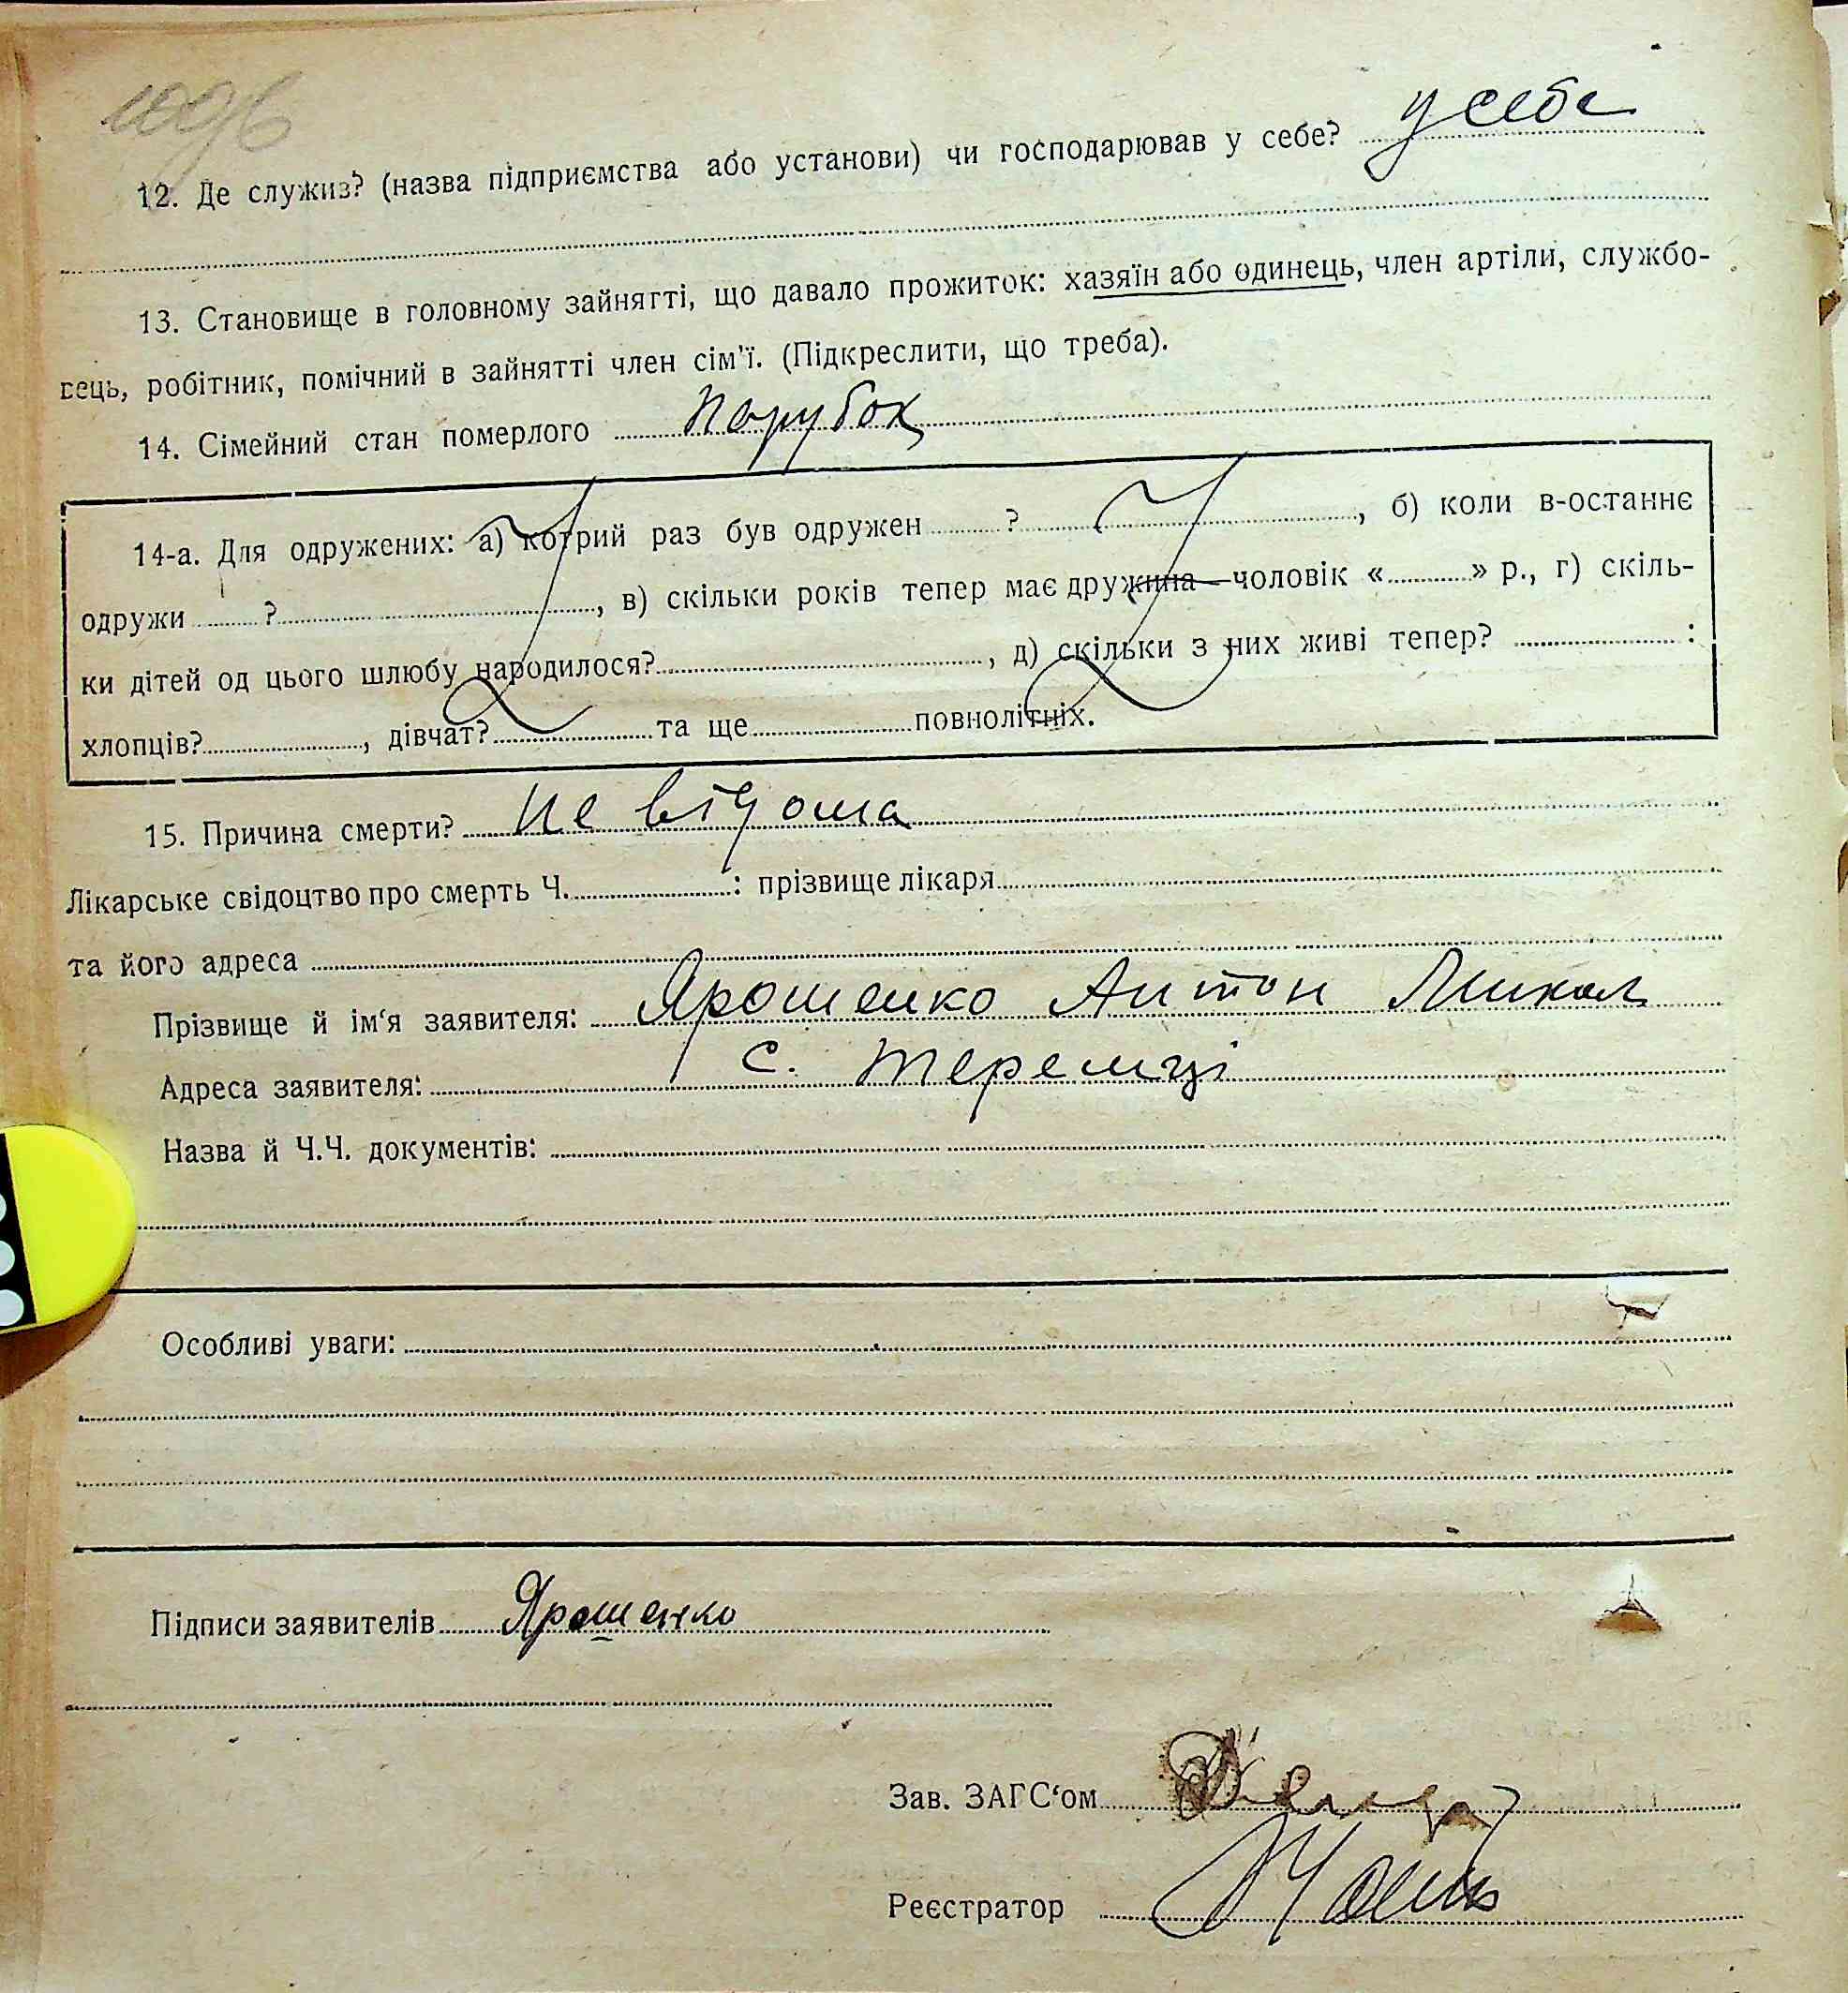 1096
12. Де служиз? (назва підприємства або установи) чи господарював у себе? у себе
13. Становище в головному зайнягті, що давало прожиток: хазяїн або одинець, член артіли, службо-
вець, робітник, помічний в зайнятті член сім'ї. (Підкреслити, що треба).
14. Сімейний стан померлого парубок
14-а. Для одружених: а) котрий раз був одружен ? , б) коли в-останнє
одружи ? , в) скільки років тепер має дружина—чоловік « » р., г) скіль-
ки дітей од цього шлюбу народилося? , д) скільки з них живі тепер? :
хлопців? , дівчат? та ще повнолітніх.
15. Причина смерти? не відома
Лікарське свідоцтво про смерть Ч. : прізвище лікаря
та його адреса
Прізвище й ім‘я заявителя: Ярошенко Антон Микол
Адреса заявителя: с. Теремці
Назва й Ч.Ч. документів:
Особливі уваги:
Підписи заявителів Ярошенко
Зав. ЗАГС‘ом
Реєстратор